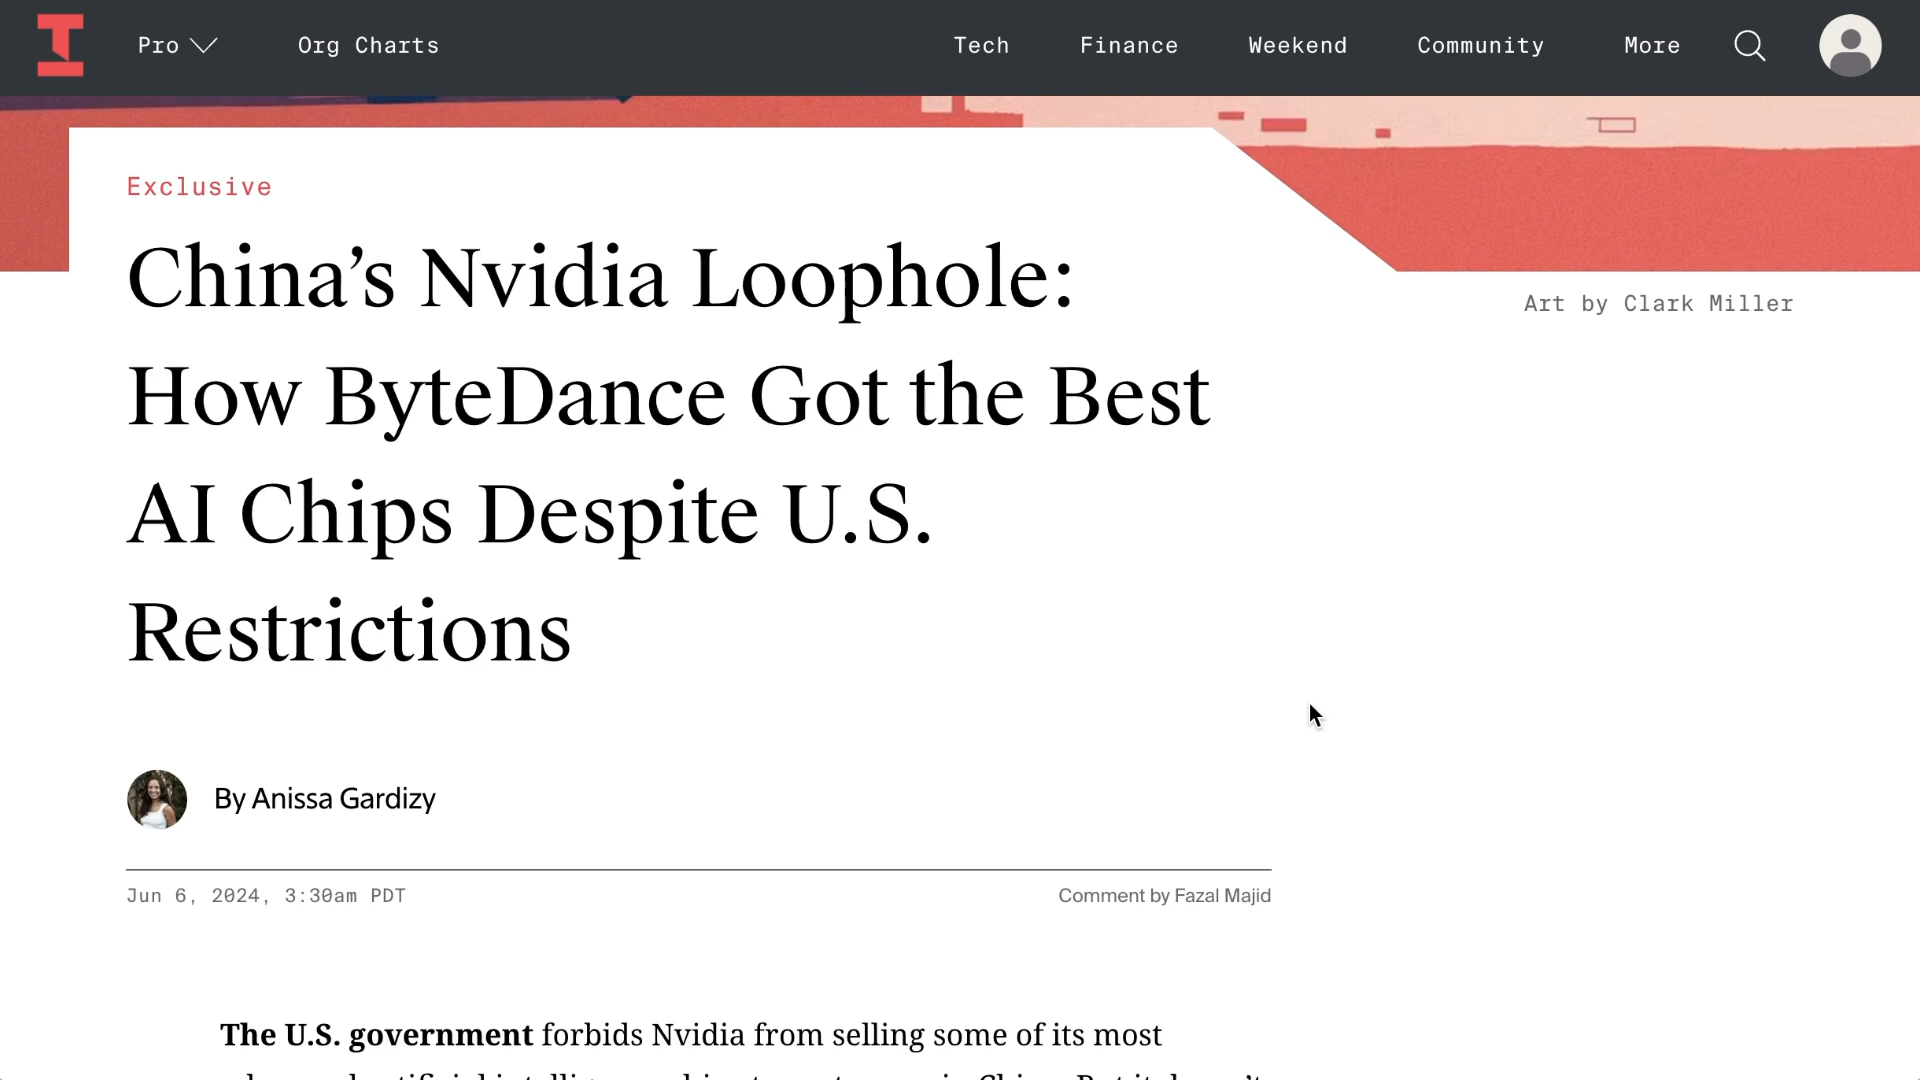 Pro
Org Charts
Tech
Finance
Weekend
Community
More
Exclusive
China’s Nvidia Loophole:
How ByteDance Got the Best
AI Chips Despite U.S.
Restrictions
Art by Clark Miller
By Anissa Gardizy
Jun 6, 2024, 3:30am PDT
Comment by Fazal Majid
The U.S. government forbids Nvidia from selling some of its most